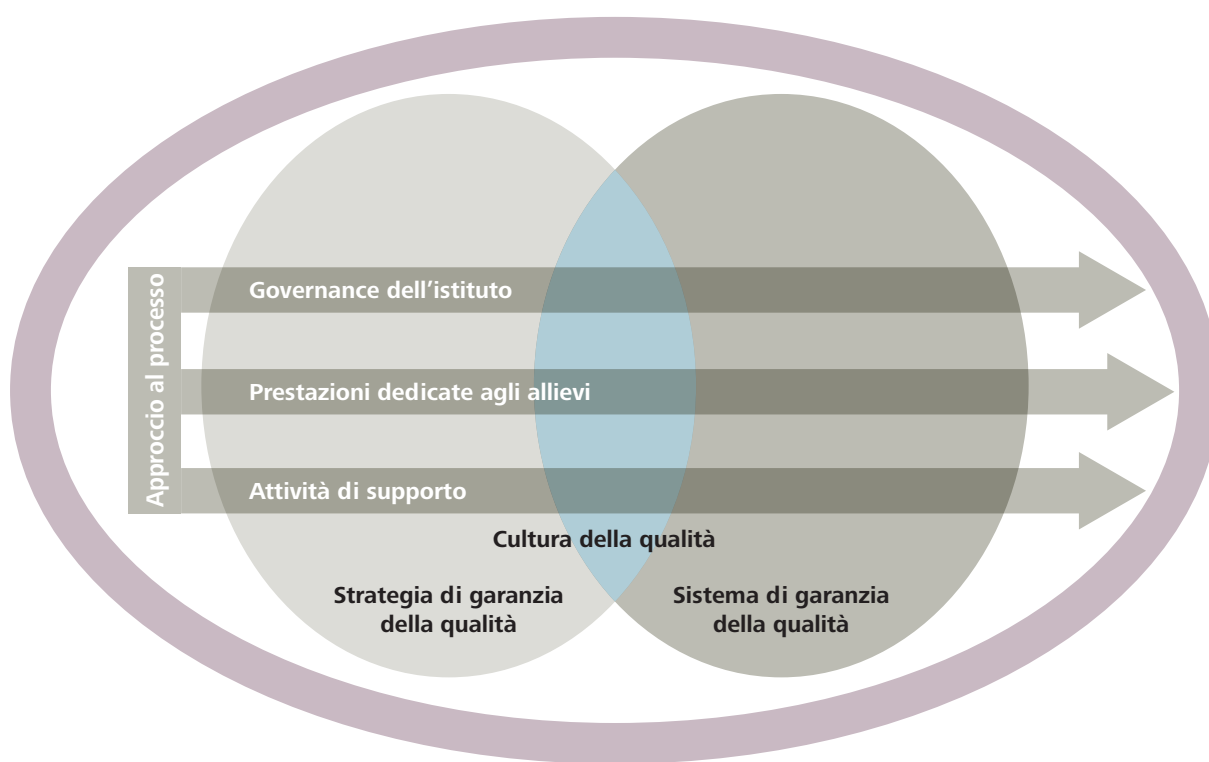 Approccio al processo
Governance dell'istituto
Prestazioni dedicate agli allievi
Attività di supporto
Cultura della qualità
Strategia di garanzia
della qualità
Sistema di garanzia
della qualità